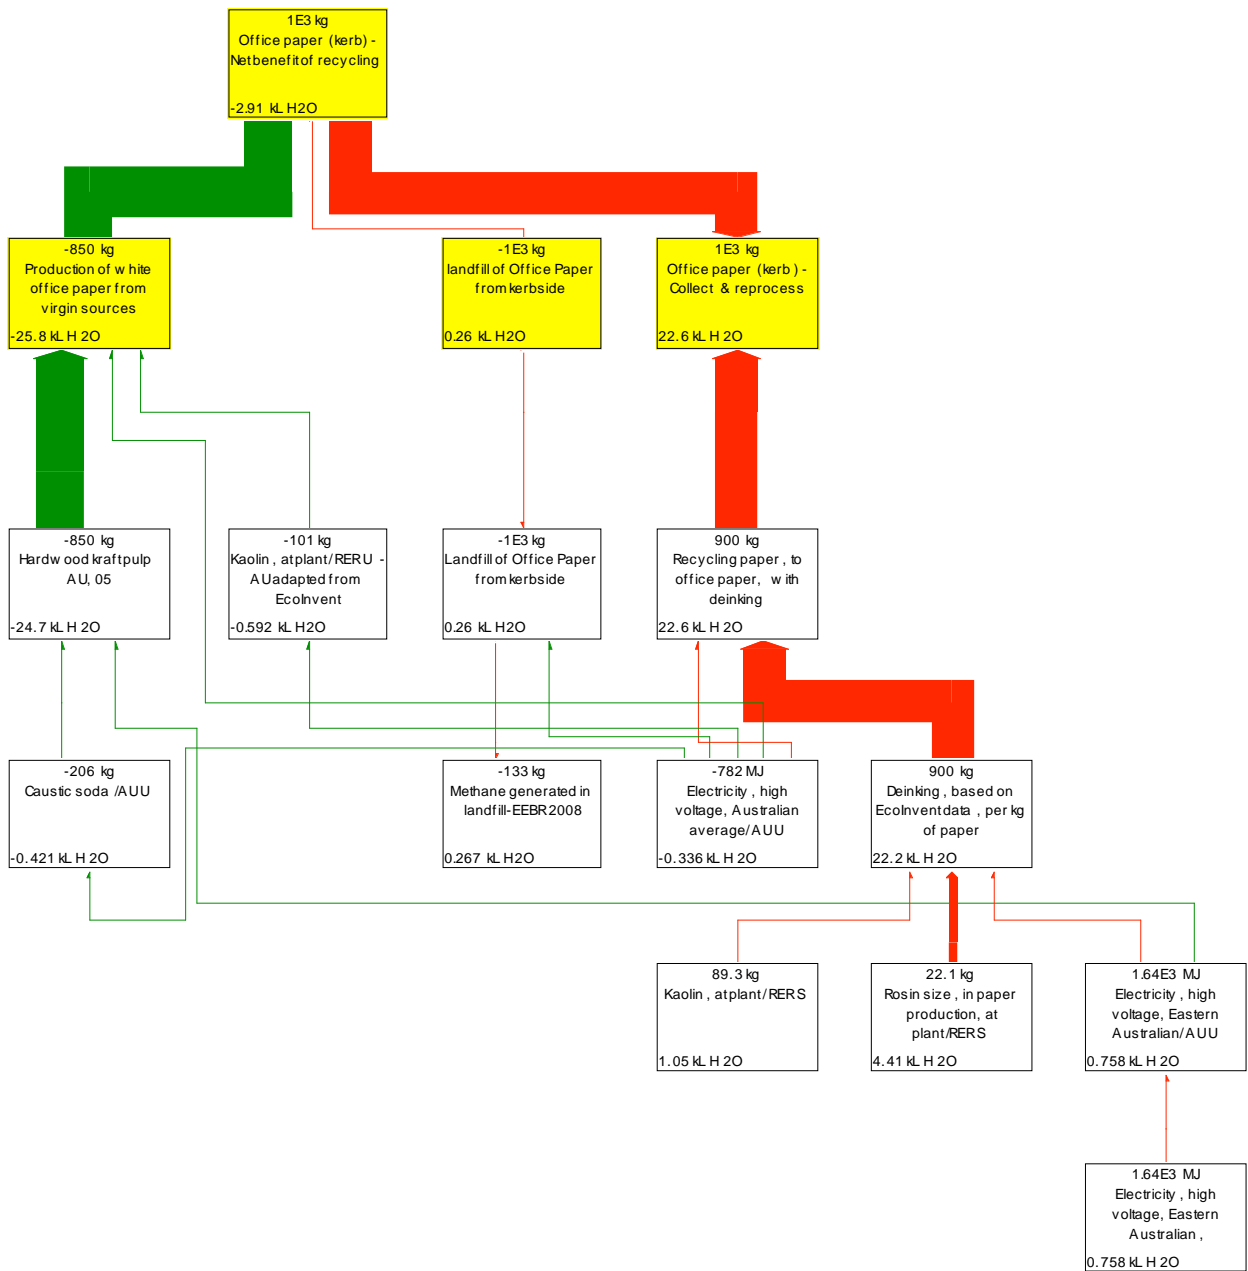 1E3 kg
Office paper (kerb) -
Net benefit of recycling
-2.91 kL H2O
-850 kg
Production of white
office paper from
virgin sources
-25.8 kL H2O
-1E3 kg
landfill of Office Paper
from kerbside
0.26 kL H2O
1E3 kg
Office paper (kerb) -
Collect & reprocess
22.6 kL H2O
-850 kg
Hardwood kraft pulp
AU, 05
-24.7 kL H2O
-101 kg
Kaolin, at plant/RER U -
AU adapted from
EcoInvent
-0.592 kL H2O
-1E3 kg
Landfill of Office Paper
from kerbside
0.26 kL H2O
900 kg
Recycling paper, to
office paper, with
deinking
22.6 kL H2O
-206 kg
Caustic soda /AU U
-0.421 kL H2O
-133 kg
Methane generated in
landfill-EEBR 2008
0.267 kL H2O
-782 MJ
Electricity, high
voltage, Australian
average/AU U
-0.336 kL H2O
900 kg
Deinking, based on
EcoInvent data, per kg
of paper
22.2 kL H2O
89.3 kg
Kaolin, at plant/RER S
1.05 kL H2O
22.1 kg
Rosin size, in paper
production, at
plant/RER S
4.41 kL H2O
1.64E3 MJ
Electricity, high
voltage, Eastern
Australian/AU U
0.758 kL H2O
1.64E3 MJ
Electricity, high
voltage, Eastern
Australian,
0.758 kL H2O